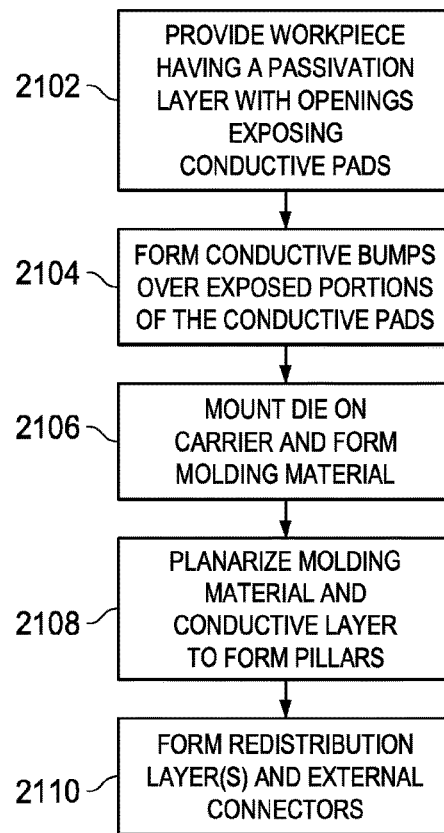 2102
PROVIDE WORKPIECE
HAVING A PASSIVATION
LAYER WITH OPENINGS
EXPOSING
CONDUCTIVE PADS
2104
FORM CONDUCTIVE BUMPS
OVER EXPOSED PORTIONS
OF THE CONDUCTIVE PADS
2106
MOUNT DIE ON
CARRIER AND FORM
MOLDING MATERIAL
2108
PLANARIZE MOLDING
MATERIAL AND
CONDUCTIVE LAYER
TO FORM PILLARS
2110
FORM REDISTRIBUTION
LAYER(S) AND EXTERNAL
CONNECTORS